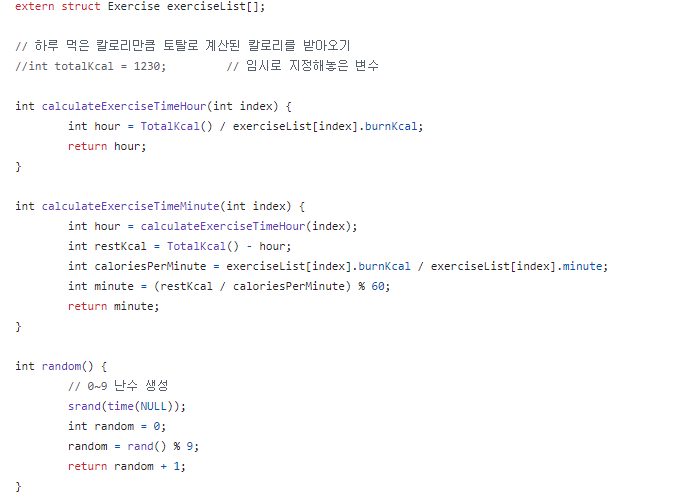 extern struct Exercise exerciseList[];
// 하루 먹은 칼로리만큼 토탈로 계산된 칼로리를 받아오기
//int totalKcal = 1230;         // 임시로 지정해놓은 변수
int calculateExerciseTimeHour(int index) {
int hour = TotalKcal() / exerciseList[index].burnKcal;
return hour;
}
int calculateExerciseTimeMinute(int index) {
int hour = calculateExerciseTimeHour(index);
int restKcal = TotalKcal() - hour;
int caloriesPerMinute = exerciseList[index].burnKcal / exerciseList[index].minute;
int minute = (restKcal / caloriesPerMinute) % 60;
return minute;
}
int random() {
// 0~9 난수 생성
srand(time(NULL));
int random = 0;
random = rand() % 9;
return random + 1;
}